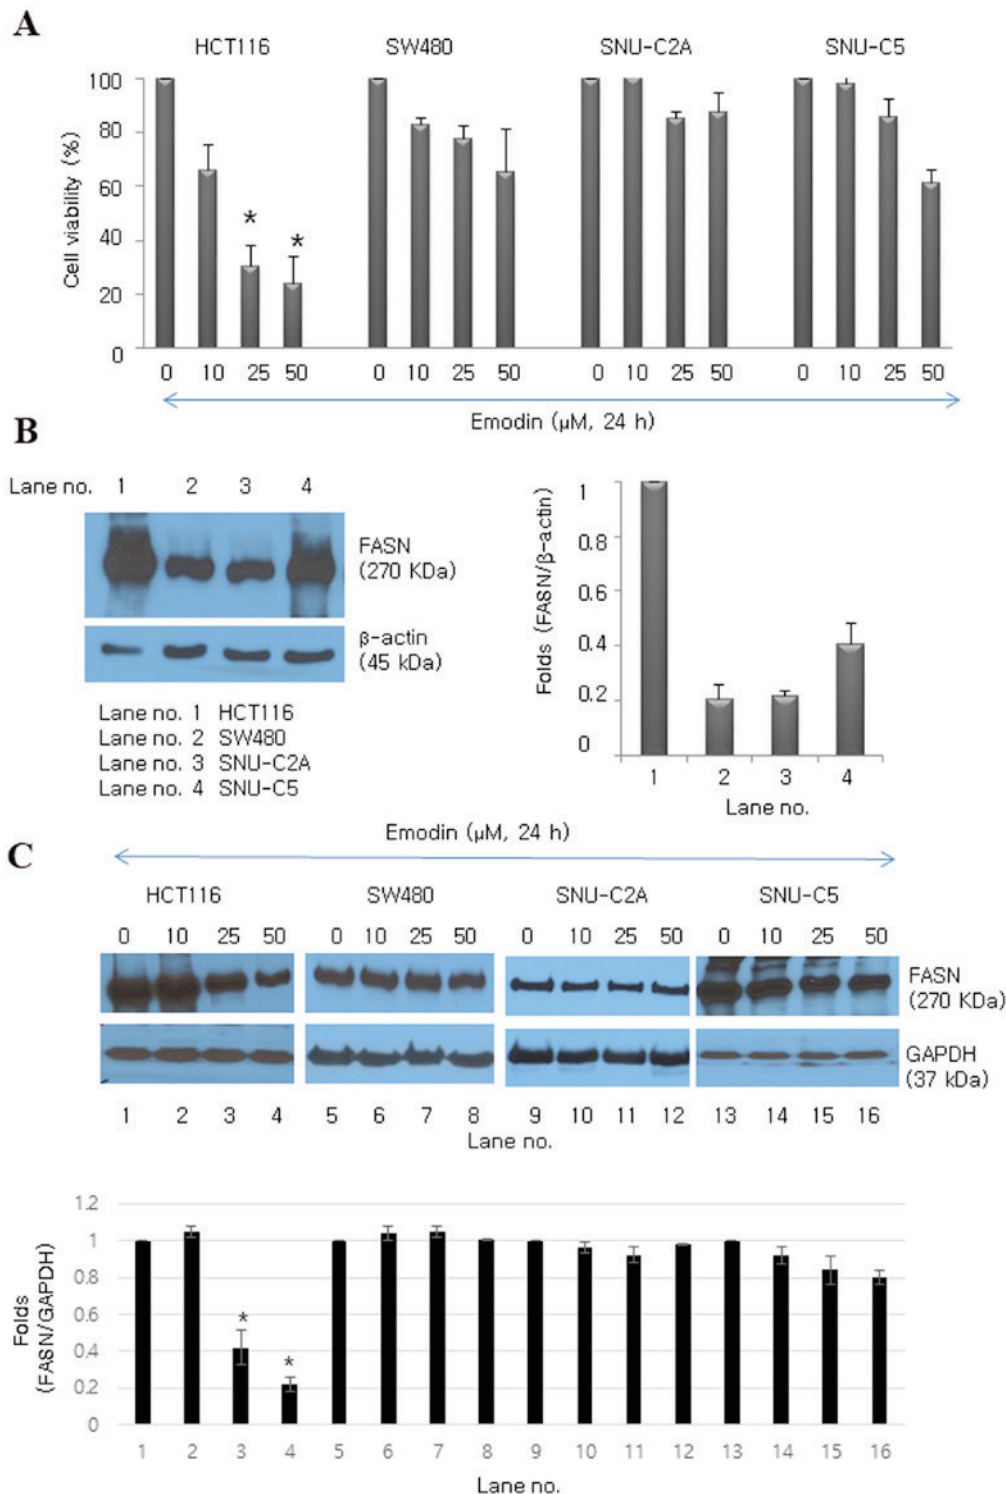 A
HCT116 SW480 SNU-C2A SNU-C5
Cell viability (%)
100
80
60
40
20
0
* *
0 10 25 50 0 10 25 50 0 10 25 50 0 10 25 50
Emodin (μM, 24 h)
B
Lane no. 1 2 3 4
FASN
(270 KDa)
β-actin
(45 kDa)
Lane no. 1 HCT116
Lane no. 2 SW480
Lane no. 3 SNU-C2A
Lane no. 4 SNU-C5
Folds (FASN/β-actin)
1
0.8
0.6
0.4
0.2
0
1 2 3 4
Lane no.
Emodin (μM, 24 h)
C
HCT116 SW480 SNU-C2A SNU-C5
0 10 25 50 0 10 25 50 0 10 25 50 0 10 25 50
FASN
(270 KDa)
GAPDH
(37 kDa)
1 2 3 4 5 6 7 8 9 10 11 12 13 14 15 16
Lane no.
Folds
(FASN/GAPDH)
1.2
1
0.8
0.6
0.4
0.2
0
* *
1 2 3 4 5 6 7 8 9 10 11 12 13 14 15 16
Lane no.